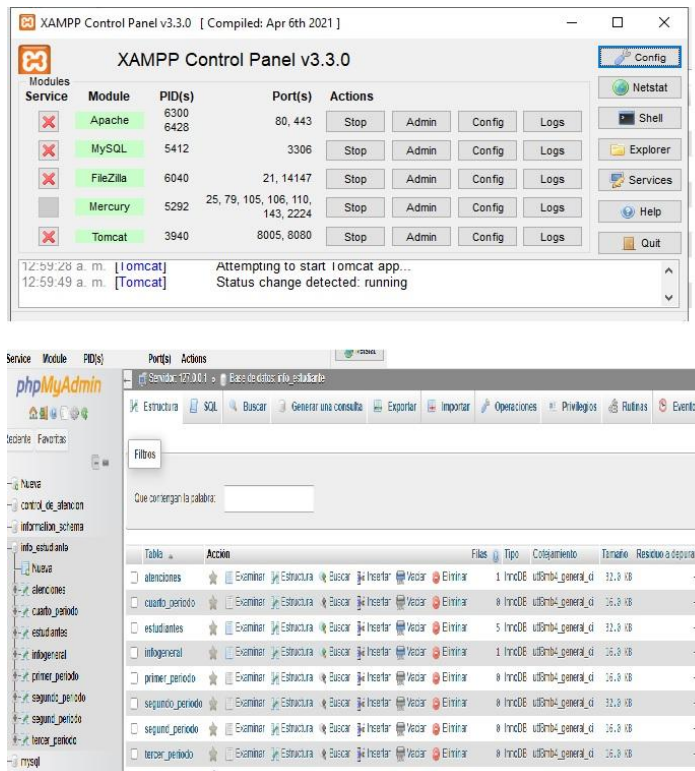 XAMPP Control Panel v3.3.0 [ Compiled: Apr 6th 2021 ]
XAMPP Control Panel v3.3.0
Config
Modules
Service Module PID(s) Port(s) Actions
Netstat
Apache 6300 6428 80, 443 Stop Admin Config Logs
Shell
MySQL 5412 3306 Stop Admin Config Logs
Explorer
FileZilla 6040 21, 14147 Stop Admin Config Logs
Services
Mercury 5292 25, 79, 105, 106, 110, 143, 2224 Stop Admin Config Logs
Help
Tomcat 3940 8005, 8080 Stop Admin Config Logs
Quit
12:59:28 a. m. [Tomcat] Attempting to start Tomcat app...
12:59:49 a. m. [Tomcat] Status change detected: running
Service Module PID(s) Port(s) Actions
phpMyAdmin
Servidor: 127.0.0.1 » Base de datos: info_estudiante
Estructura SQL Buscar Generar una consulta Exportar Importar Operaciones Privilegios Rutinas Evento
Favoritas
Filtros
Que contengan la palabra:
Nueva
control_de_atencion
information_schema
info_estudiante
Nueva
atenciones
cuarto_periodo
estudiantes
infogeneral
primer_periodo
segundo_periodo
segund_periodo
tercer_periodo
mysql
Tabla Acción Filas Tipo Cotejamiento Tamaño Residuo a depura
atenciones Examinar Estructura Buscar Insertar Vaciar Eliminar 1 InnoDB utf8mb4_general_ci 32.0 KB -
cuarto_periodo Examinar Estructura Buscar Insertar Vaciar Eliminar 0 InnoDB utf8mb4_general_ci 16.0 KB -
estudiantes Examinar Estructura Buscar Insertar Vaciar Eliminar 5 InnoDB utf8mb4_general_ci 32.0 KB -
infogeneral Examinar Estructura Buscar Insertar Vaciar Eliminar 1 InnoDB utf8mb4_general_ci 16.0 KB -
primer_periodo Examinar Estructura Buscar Insertar Vaciar Eliminar 0 InnoDB utf8mb4_general_ci 16.0 KB -
segundo_periodo Examinar Estructura Buscar Insertar Vaciar Eliminar 0 InnoDB utf8mb4_general_ci 32.0 KB -
segund_periodo Examinar Estructura Buscar Insertar Vaciar Eliminar 0 InnoDB utf8mb4_general_ci 16.0 KB -
tercer_periodo Examinar Estructura Buscar Insertar Vaciar Eliminar 0 InnoDB utf8mb4_general_ci 16.0 KB -